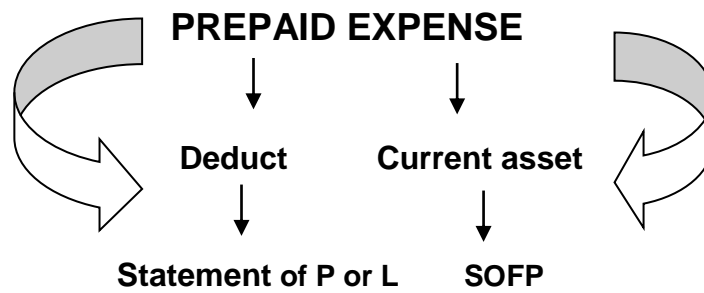 PREPAID EXPENSE
Deduct Current asset
Statement of P or L SOFP